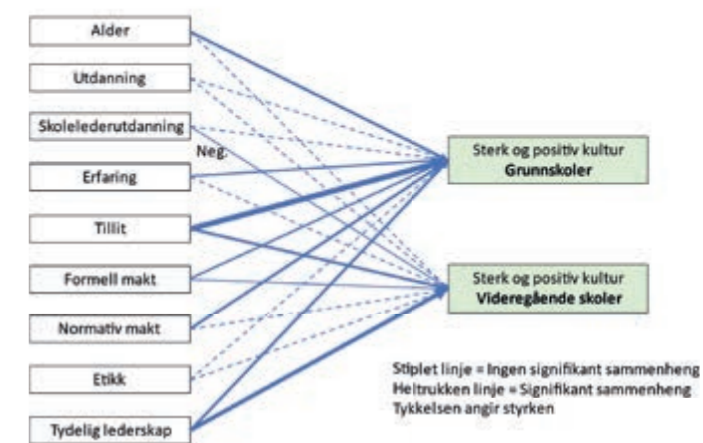 Alder
Utdanning
Skolelederutdanning
Neg.
Erfaring
Tillit
Formell makt
Normativ makt
Etikk
Tydelig lederskap
Sterk og positiv kultur
Grunnskoler
Sterk og positiv kultur
Videregående skoler
Stiplet linje = Ingen signifikant sammenheng
Heltrukken linje = Signifikant sammenheng
Tykkelsen angir styrken